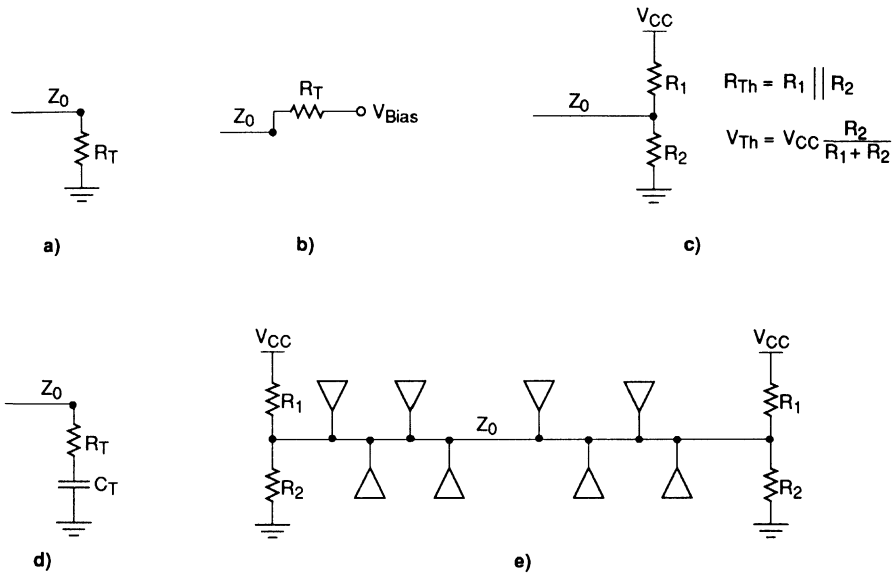 Z0
RT
a)
Z0
RT
VBias
b)
VCC
R1
Z0
R2
RTh = R1 || R2
VTh = VCC R2 / R1 + R2
c)
Z0
RT
CT
d)
VCC
R1
R2
Z0
VCC
R1
R2
e)